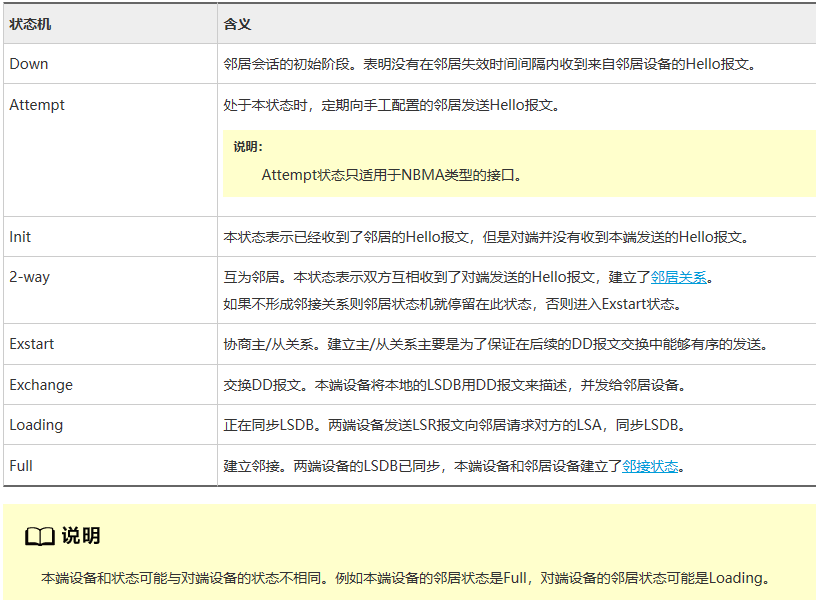 状态机 含义
Down 邻居会话的初始阶段。表明没有在邻居失效时间间隔内收到来自邻居设备的Hello报文。
Attempt 处于本状态时，定期向手工配置的邻居发送Hello报文。
说明：
Attempt状态只适用于NBMA类型的接口。
Init 本状态表示已经收到了邻居的Hello报文，但是对端并没有收到本端发送的Hello报文。
2-way 互为邻居。本状态表示双方互相收到了对端发送的Hello报文，建立了邻居关系。
如果不形成邻接关系则邻居状态机就停留在此状态，否则进入Exstart状态。
Exstart 协商主/从关系。建立主/从关系主要是为了保证在后续的DD报文交换中能够有序的发送。
Exchange 交换DD报文。本端设备将本地的LSDB用DD报文来描述，并发给邻居设备。
Loading 正在同步LSDB。两端设备发送LSR报文向邻居请求对方的LSA，同步LSDB。
Full 建立邻接。两端设备的LSDB已同步，本端设备和邻居设备建立了邻接状态。
说明
本端设备和状态可能与对端设备的状态不相同。例如本端设备的邻居状态是Full，对端设备的邻居状态可能是Loading。